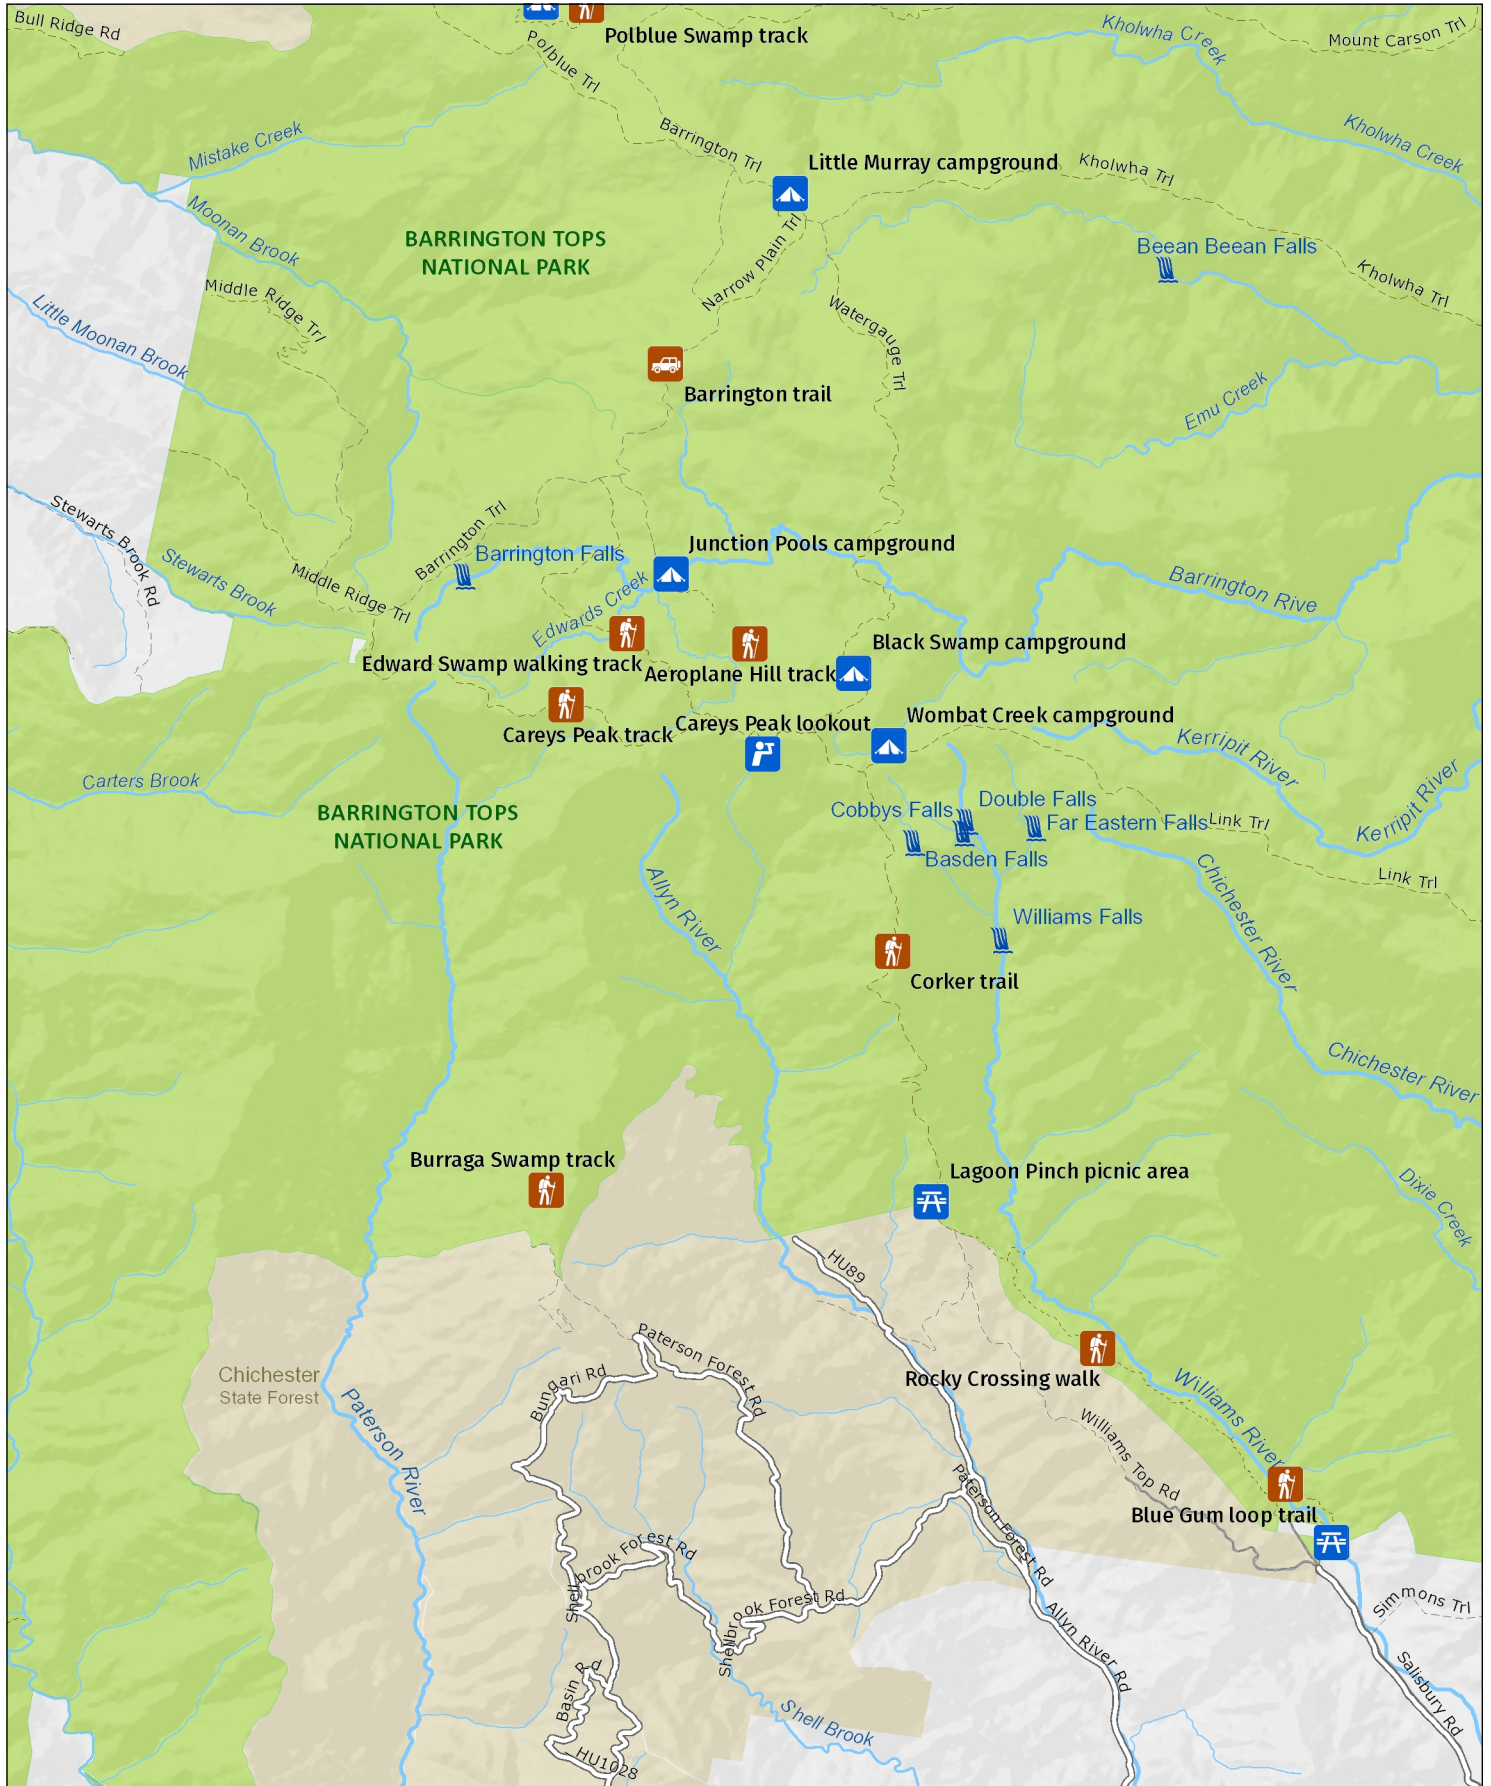 Bull Ridge Rd
Polblue Swamp track
Kholwha Creek
Mount Carson Trl
Polblue Trl
Mistake Creek
Barrington Trl
Little Murray campground
Kholwha Trl
Kholwha Creek
Moonan Brook
BARRINGTON TOPS
NATIONAL PARK
Narrow Plain Trl
Beean Beean Falls
Kholwha Trl
Middle Ridge Trl
Little Moonan Brook
Watergauge Trl
Barrington trail
Emu Creek
Stewarts Brook Rd
Barrington Trl
Barrington Falls
Junction Pools campground
Stewarts Brook
Middle Ridge Trl
Edwards Creek
Barrington Rive
Edward Swamp walking track
Aeroplane Hill track
Black Swamp campground
Careys Peak track
Careys Peak lookout
Wombat Creek campground
Kerripit River
Carters Brook
Kerripit River
BARRINGTON TOPS
NATIONAL PARK
Cobbys Falls
Double Falls
Far Eastern Falls
Link Trl
Basden Falls
Link Trl
Allyn River
Chichester River
Williams Falls
Corker trail
Chichester River
Burraga Swamp track
Lagoon Pinch picnic area
Dixie Creek
HU89
Paterson Forest Rd
Rocky Crossing walk
Chichester
State Forest
Bungari Rd
Paterson River
Williams River
Williams Top Rd
Blue Gum loop trail
Paterson Forest Rd
Shellbrook Forest Rd
Shellbrook Forest Rd
Simmons Trl
Allyn River Rd
Salisbury Rd
Basin Rd
Shell Brook
HU1028